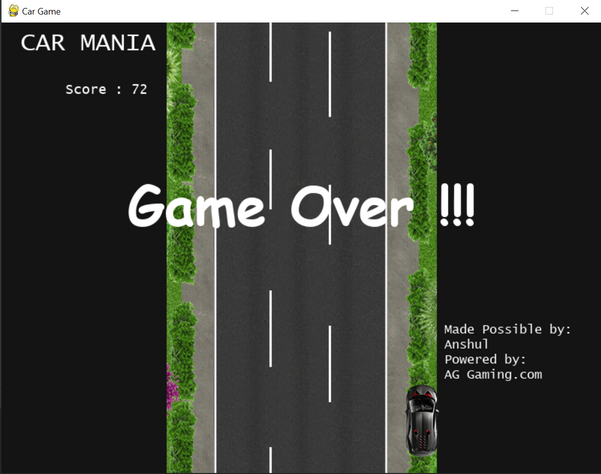 Car Game
CAR MANIA
Score : 72
Game Over !!!
Made Possible by:
Anshul
Powered by:
AG Gaming.com